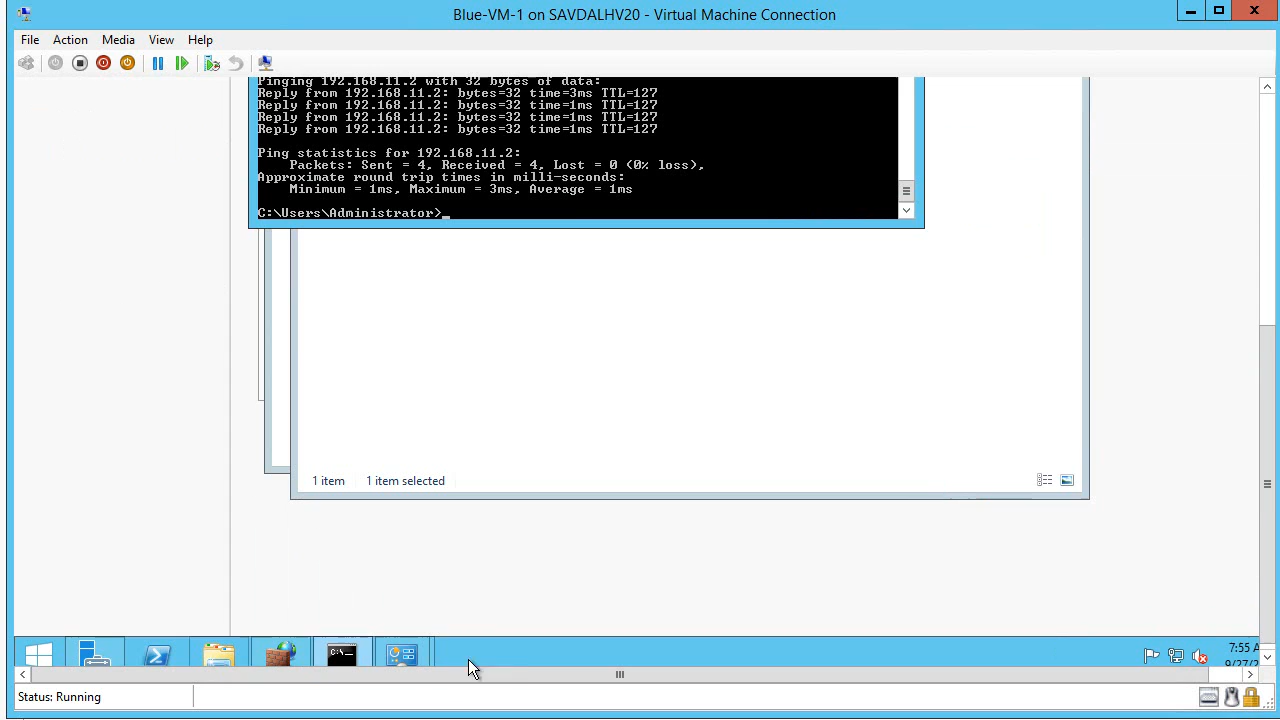 Blue-VM-1 on SAVDALHV20 - Virtual Machine Connection
File Action Media View Help
Pinging 192.168.11.2 with 32 bytes of data:
Reply from 192.168.11.2: bytes=32 time=3ms TTL=127
Reply from 192.168.11.2: bytes=32 time=1ms TTL=127
Reply from 192.168.11.2: bytes=32 time=1ms TTL=127
Reply from 192.168.11.2: bytes=32 time=1ms TTL=127
Ping statistics for 192.168.11.2:
Packets: Sent = 4, Received = 4, Lost = 0 (0% loss),
Approximate round trip times in milli-seconds:
Minimum = 1ms, Maximum = 3ms, Average = 1ms
C:\Users\Administrator>_
1 item 1 item selected
C:\_
7:55 A
9/27/2
Status: Running